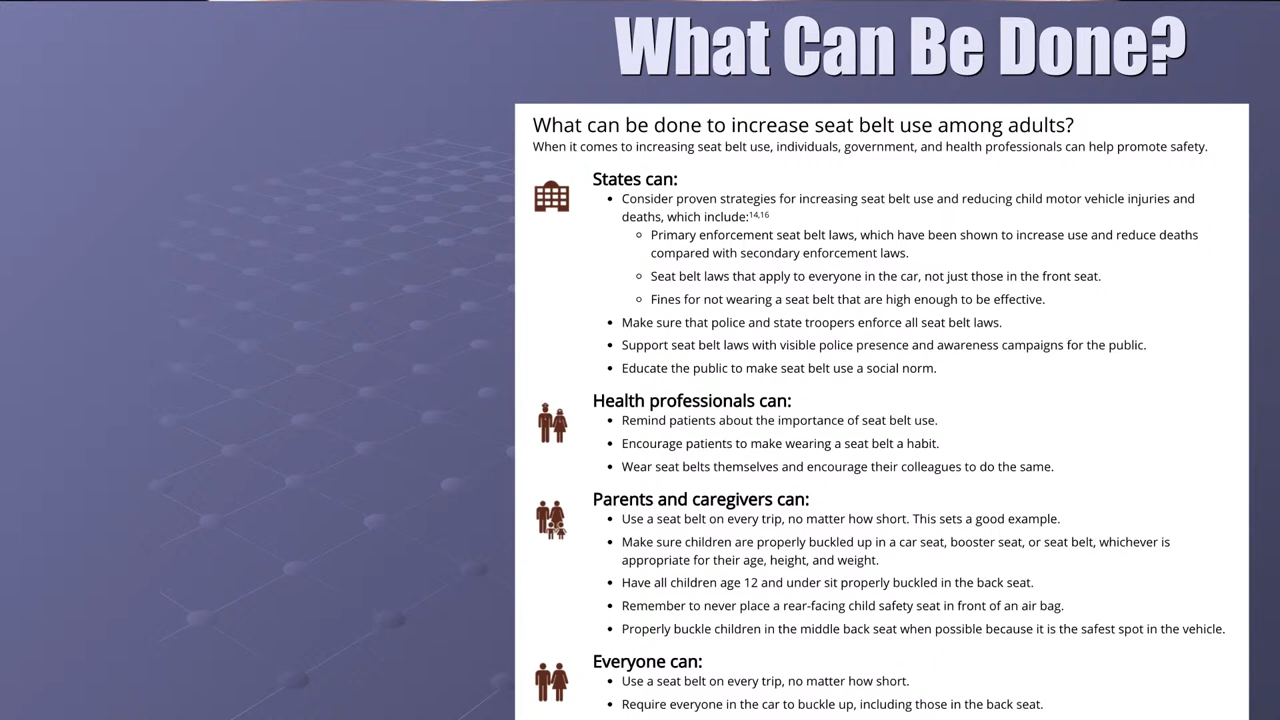 What Can Be Done?
What can be done to increase seat belt use among adults?
When it comes to increasing seat belt use, individuals, government, and health professionals can help promote safety.
States can:
• Consider proven strategies for increasing seat belt use and reducing child motor vehicle injuries and
deaths, which include:14,16
○ Primary enforcement seat belt laws, which have been shown to increase use and reduce deaths
compared with secondary enforcement laws.
○ Seat belt laws that apply to everyone in the car, not just those in the front seat.
○ Fines for not wearing a seat belt that are high enough to be effective.
• Make sure that police and state troopers enforce all seat belt laws.
• Support seat belt laws with visible police presence and awareness campaigns for the public.
• Educate the public to make seat belt use a social norm.
Health professionals can:
• Remind patients about the importance of seat belt use.
• Encourage patients to make wearing a seat belt a habit.
• Wear seat belts themselves and encourage their colleagues to do the same.
Parents and caregivers can:
• Use a seat belt on every trip, no matter how short. This sets a good example.
• Make sure children are properly buckled up in a car seat, booster seat, or seat belt, whichever is
appropriate for their age, height, and weight.
• Have all children age 12 and under sit properly buckled in the back seat.
• Remember to never place a rear-facing child safety seat in front of an air bag.
• Properly buckle children in the middle back seat when possible because it is the safest spot in the vehicle.
Everyone can:
• Use a seat belt on every trip, no matter how short.
• Require everyone in the car to buckle up, including those in the back seat.